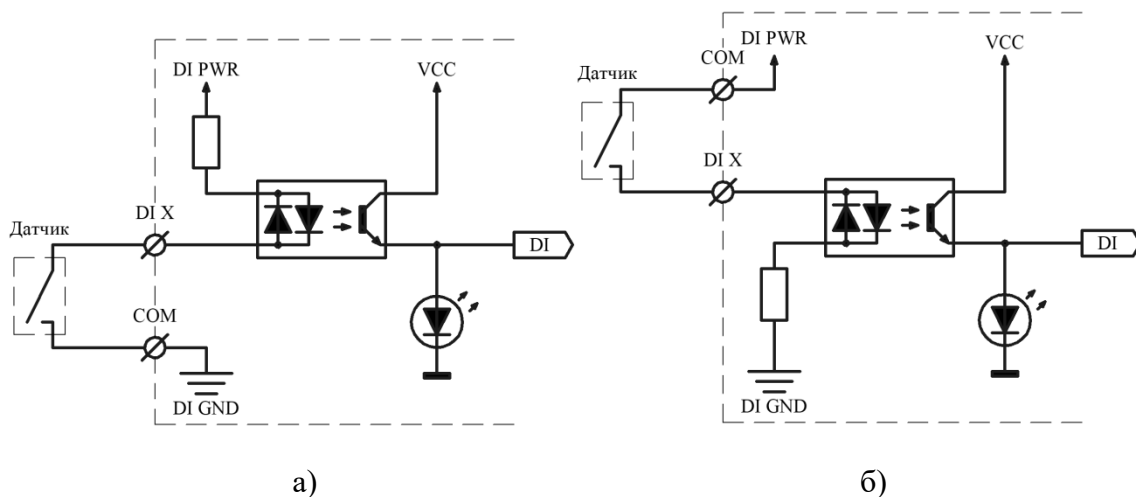 DI PWR
VCC
DI X
Датчик
DI
COM
DI GND
а)
DI PWR
COM
VCC
Датчик
DI X
DI
DI GND
б)